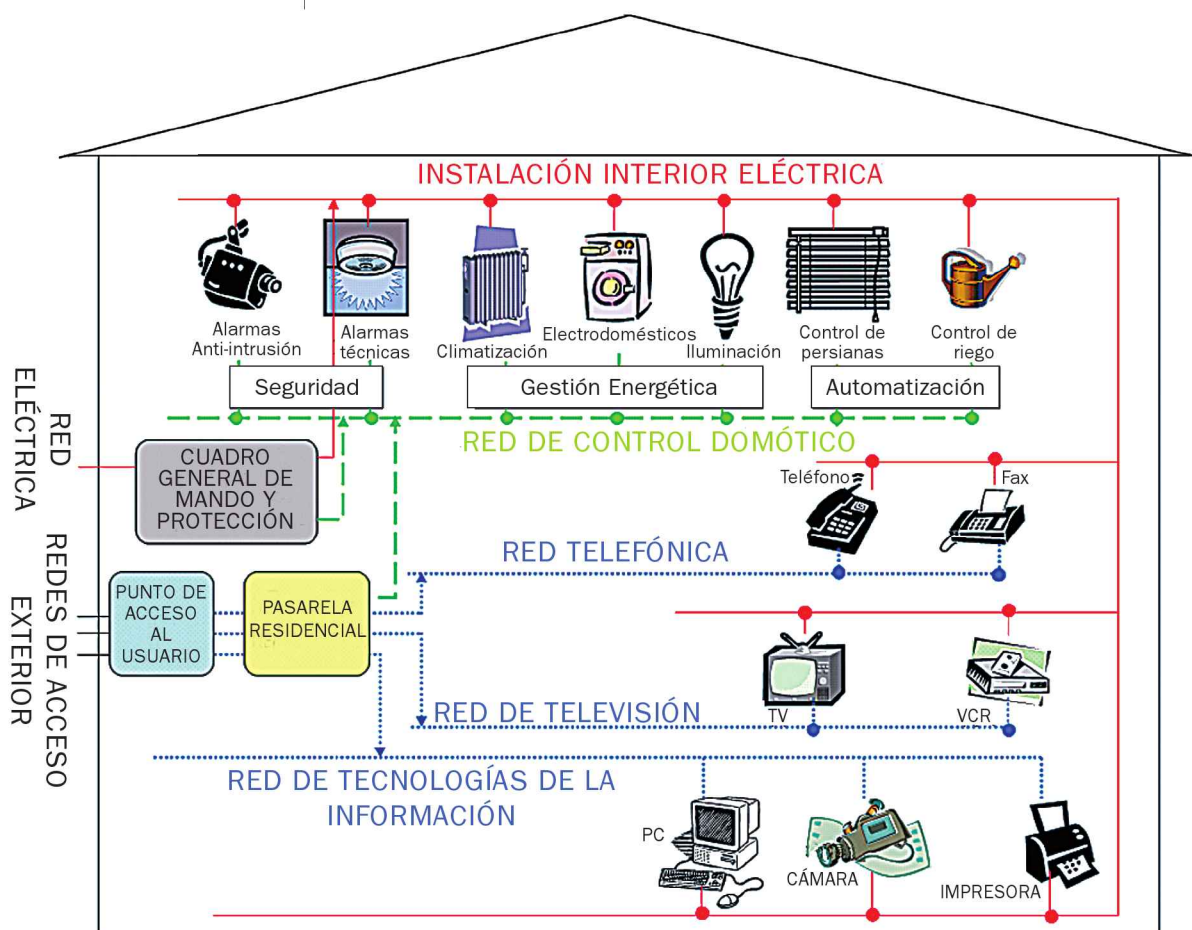 INSTALACIÓN INTERIOR ELÉCTRICA
Alarmas
Anti-intrusión
Alarmas
técnicas
Climatización
Electrodomésticos
Iluminación
Control de
persianas
Control de
riego
Seguridad
Gestión Energética
Automatización
RED DE CONTROL DOMÓTICO
RED
ELÉCTRICA
CUADRO
GENERAL DE
MANDO Y
PROTECCIÓN
Teléfono
Fax
RED TELEFÓNICA
REDES DE ACCESO
EXTERIOR
PUNTO DE
ACCESO
AL
USUARIO
PASARELA
RESIDENCIAL
TV
VCR
RED DE TELEVISIÓN
RED DE TECNOLOGÍAS DE LA
INFORMACIÓN
PC
CÁMARA
IMPRESORA